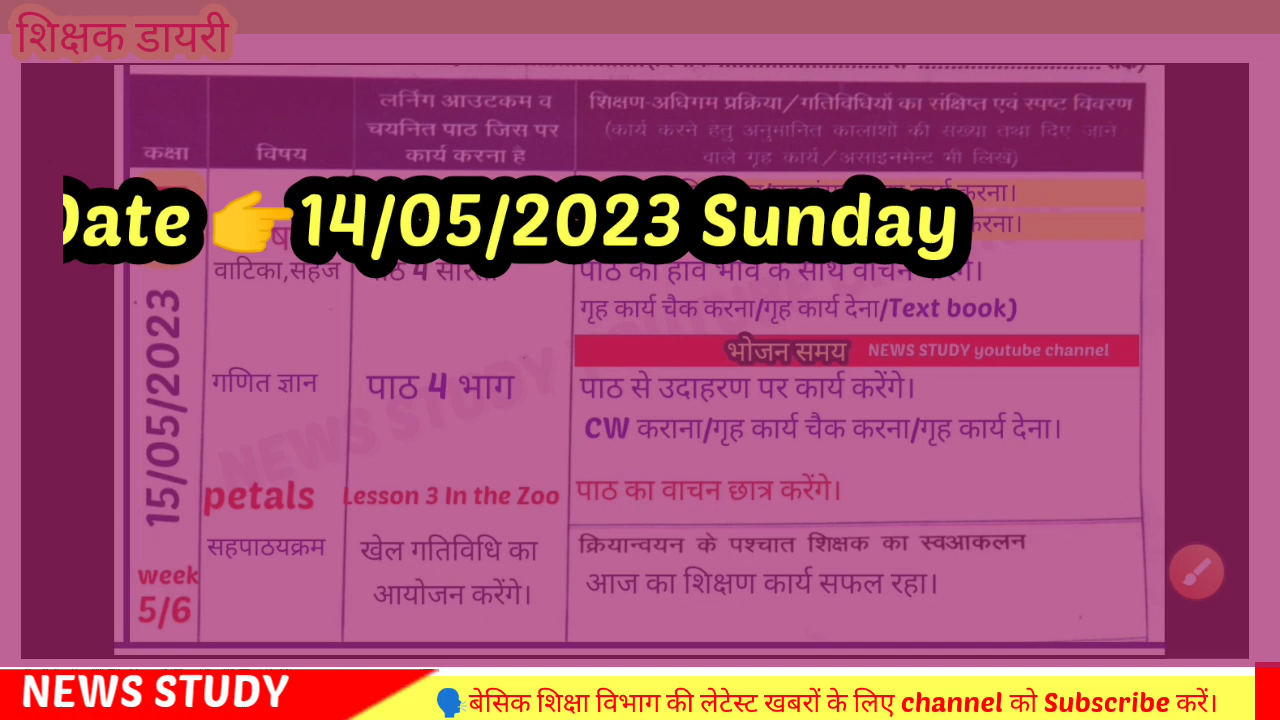 शिक्षक डायरी
लर्निंग आउटकम व
चयनित पाठ जिस पर
कार्य करना है
शिक्षण-अधिगम प्रक्रिया/गतिविधियों का संक्षिप्त एवं स्पष्ट विवरण
(कार्य करने हेतु अनुमानित कालांशों की संख्या तथा दिए जाने
वाले गृह कार्य/असाइनमेन्ट भी लिखें)
कक्षा
विषय
करना।
करना।
Date 👉14/05/2023 Sunday
वाटिका,सहज
पाठ 4
पाठ का हाव भाव के साथ वाचन करेंगे।
गृह कार्य चैक करना/गृह कार्य देना/Text book)
भोजन समय NEWS STUDY youtube channel
15/05/2023
गणित ज्ञान
पाठ 4 भाग
पाठ से उदाहरण पर कार्य करेंगे।
CW कराना/गृह कार्य चैक करना/गृह कार्य देना।
petals
Lesson 3 In the Zoo
पाठ का वाचन छात्र करेंगे।
सहपाठयक्रम
खेल गतिविधि का
आयोजन करेंगे।
क्रियान्वयन के पश्चात शिक्षक का स्वआकलन
आज का शिक्षण कार्य सफल रहा।
week
5/6
NEWS STUDY
🗣️बेसिक शिक्षा विभाग की लेटेस्ट खबरों के लिए channel को Subscribe करें।